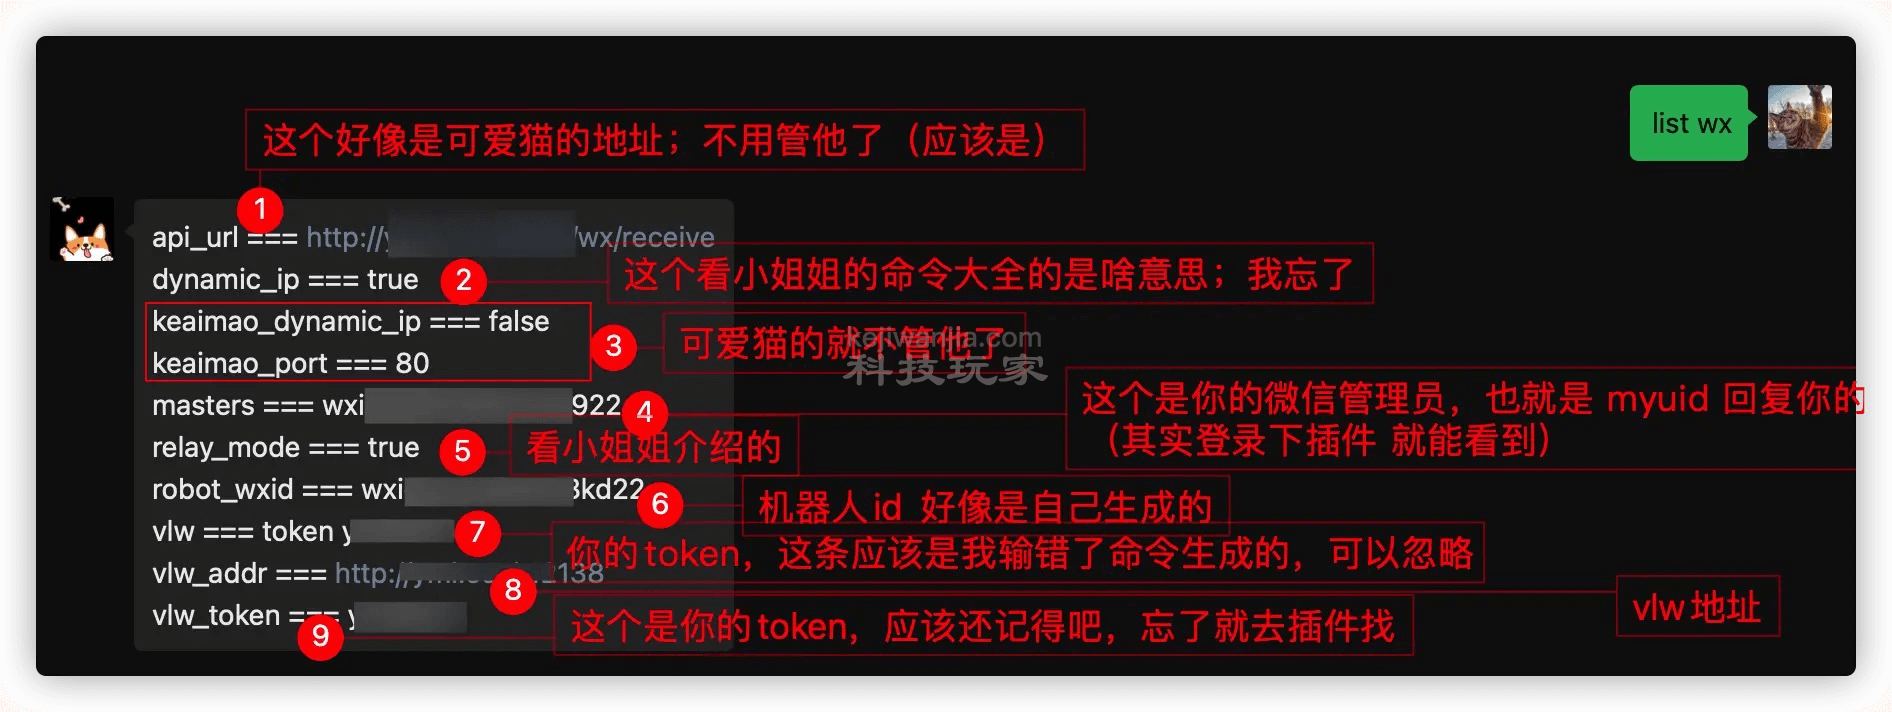 list wx
这个好像是可爱猫的地址；不用管他了（应该是）
1
api_url === http://y /wx/receive
dynamic_ip === true
2
这个看小姐姐的命令大全的是啥意思；我忘了
keaimao_dynamic_ip === false
keaimao_port === 80
3
可爱猫的就不管他了
kejiwanjia.com
科技玩家
masters === wxi 922
4
这个是你的微信管理员，也就是 myuid 回复你的
（其实登录下插件 就能看到）
relay_mode === true
5
看小姐姐介绍的
robot_wxid === wxi 3kd22
6
机器人id 好像是自己生成的
vlw === token y
7
你的token，这条应该是我输错了命令生成的，可以忽略
vlw_addr === http:// 2138
8
vlw地址
vlw_token === y
9
这个是你的token，应该还记得吧，忘了就去插件找